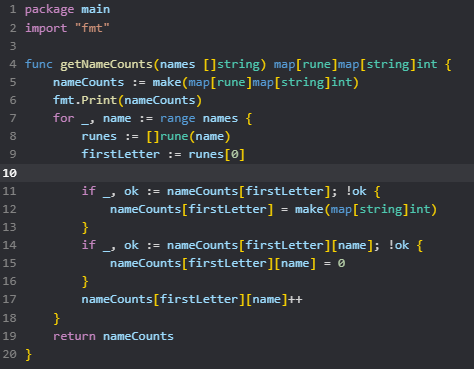 1 package main
2 import "fmt"
3
4 func getNameCounts(names []string) map[rune]map[string]int {
5     nameCounts := make(map[rune]map[string]int)
6     fmt.Print(nameCounts)
7     for _, name := range names {
8         runes := []rune(name)
9         firstLetter := runes[0]
10
11         if _, ok := nameCounts[firstLetter]; !ok {
12             nameCounts[firstLetter] = make(map[string]int)
13         }
14         if _, ok := nameCounts[firstLetter][name]; !ok {
15             nameCounts[firstLetter][name] = 0
16         }
17         nameCounts[firstLetter][name]++
18     }
19     return nameCounts
20 }